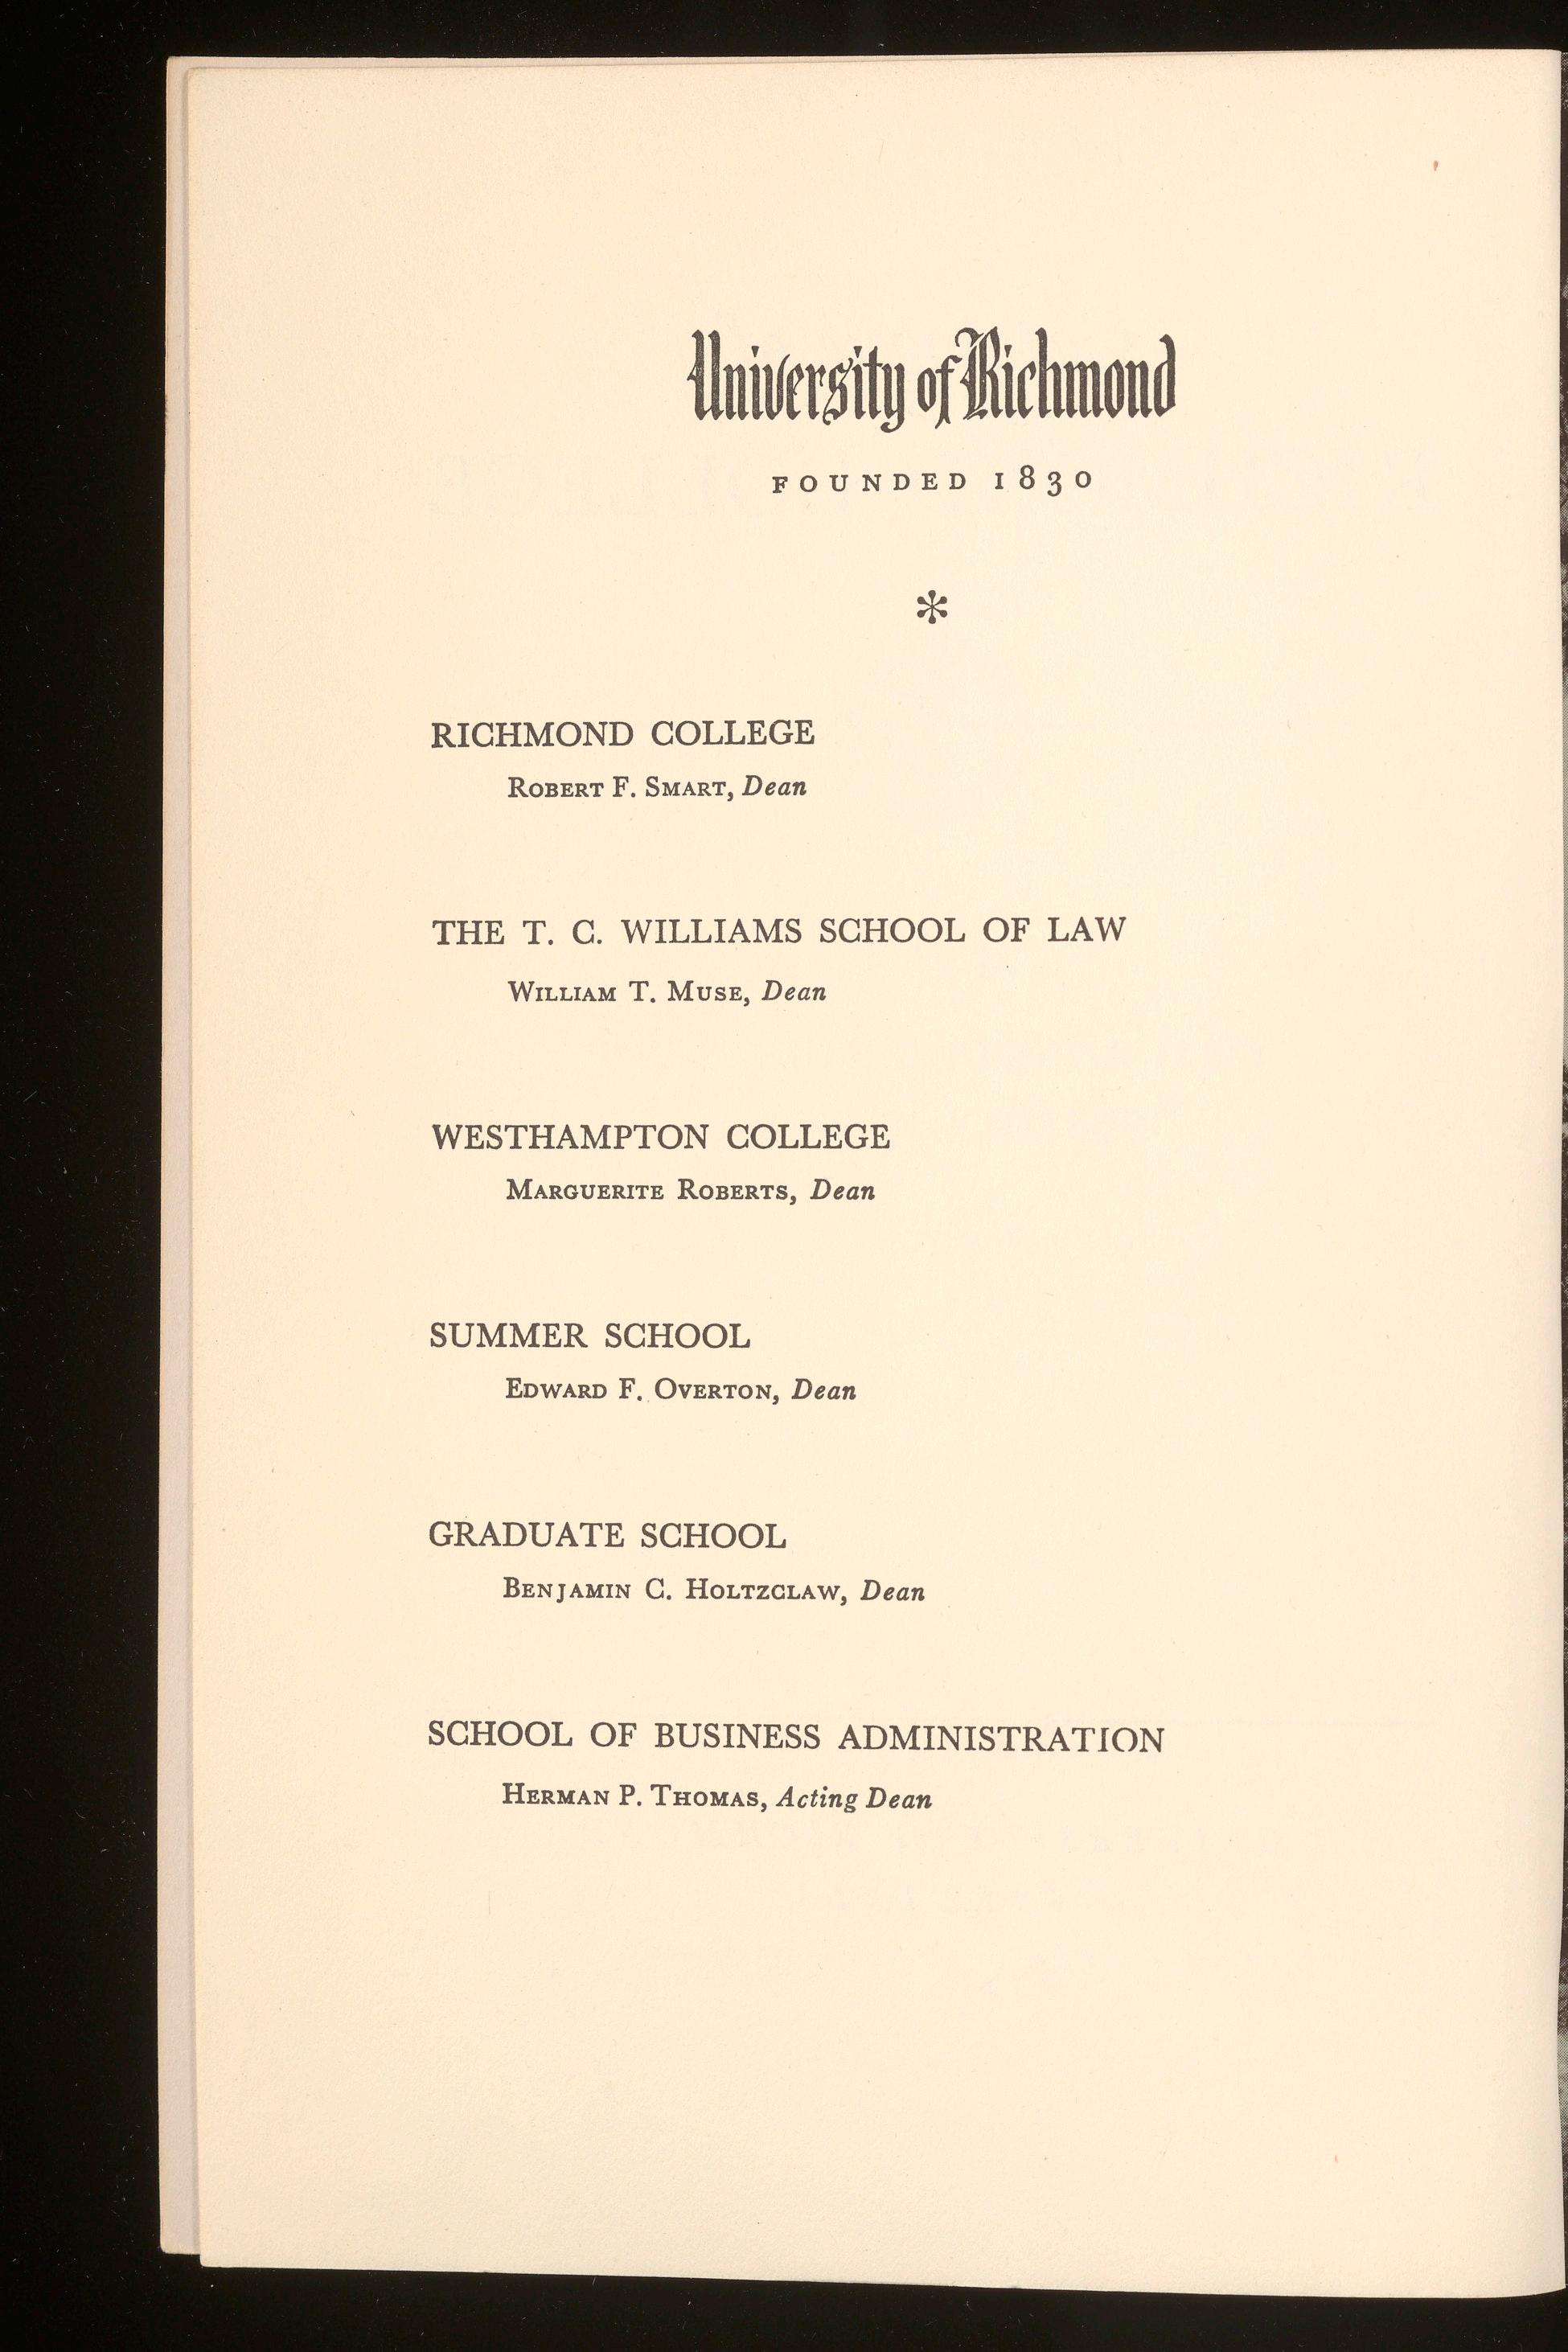 University of Richmond
FOUNDED 1830
*
RICHMOND COLLEGE
ROBERT F. SMART, Dean
THE T. C. WILLIAMS SCHOOL OF LAW
WILLIAM T. MUSE, Dean
WESTHAMPTON COLLEGE
MARGUERITE ROBERTS, Dean
SUMMER SCHOOL
EDWARD F. OVERTON, Dean
GRADUATE SCHOOL
BENJAMIN C. HOLTZCLAW, Dean
SCHOOL OF BUSINESS ADMINISTRATION
HERMAN P. THOMAS, Acting Dean